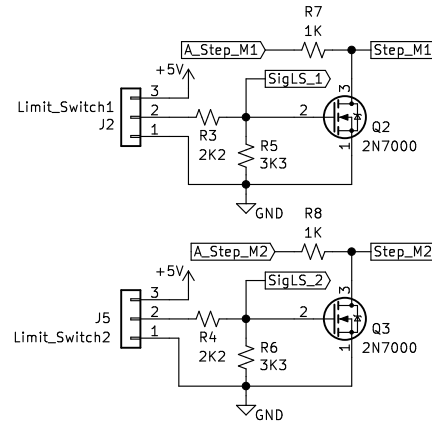 R7
1K
A_Step_M1
Step_M1
+5V
SigLS_1
Limit_Switch1
J2
3
2
1
R3
2K2
R5
3K3
2
3
1
Q2
2N7000
GND
R8
1K
A_Step_M2
Step_M2
+5V
SigLS_2
J5
Limit_Switch2
3
2
1
R4
2K2
R6
3K3
2
3
1
Q3
2N7000
GND